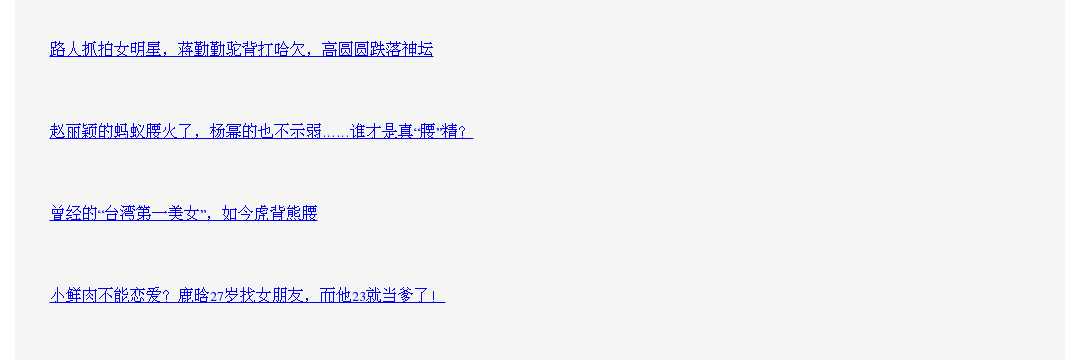 路人抓拍女明星，蒋勤勤驼背打哈欠，高圆圆跌落神坛
赵丽颖的蚂蚁腰火了，杨幂的也不示弱……谁才是真“腰”精？
曾经的“台湾第一美女”，如今虎背熊腰
小鲜肉不能恋爱？鹿晗27岁找女朋友，而他23就当爹了！